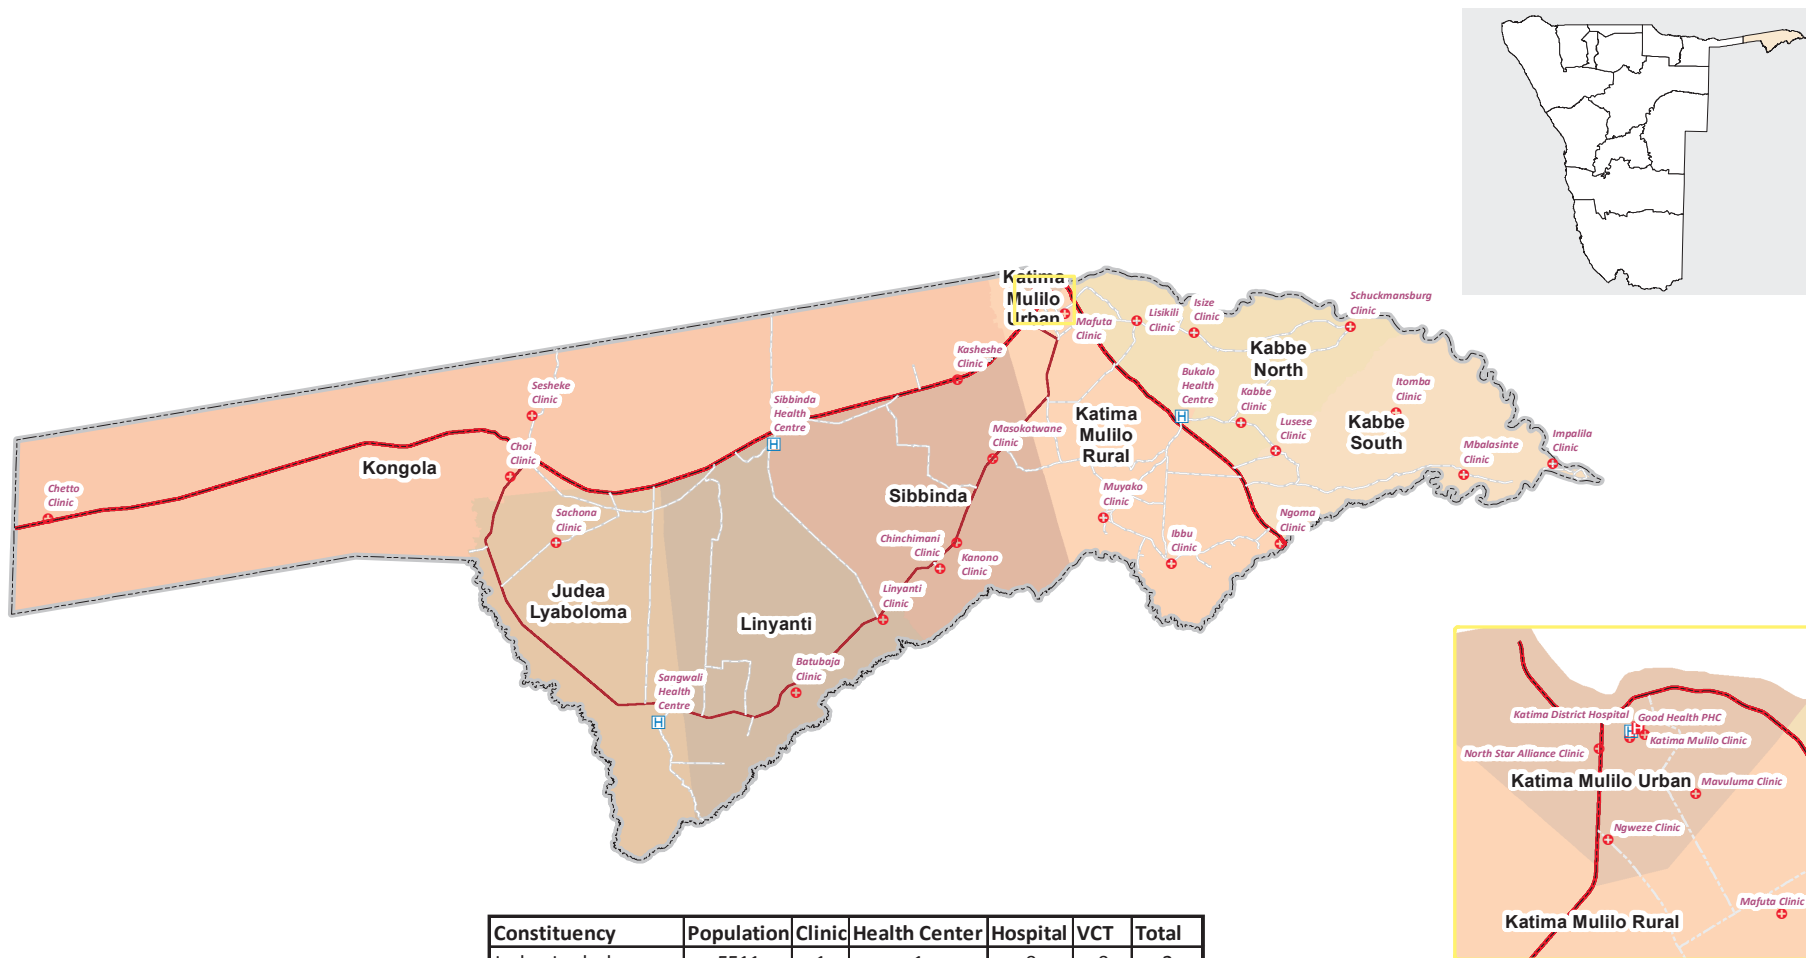 Katima
Mulilo
Urban
Mafuta
Clinic
Lisikili
Clinic
Isize
Clinic
Schuckmansburg
Clinic
Kasheshe
Clinic
Kabbe
North
Bukalo
Health
Centre
Kabbe
Clinic
Itomba
Clinic
Sesheke
Clinic
Sibbinda
Health
Centre
Masokotwane
Clinic
Katima
Mulilo
Rural
Lusese
Clinic
Kabbe
South
Mbalasinte
Clinic
Impalila
Clinic
Choi
Clinic
Kongola
Chetto
Clinic
Sibbinda
Muyako
Clinic
Sachona
Clinic
Ngoma
Clinic
Chinchimani
Clinic
Kanono
Clinic
Ibbu
Clinic
Judea
Lyaboloma
Linyanti
Clinic
Linyanti
Batubaja
Clinic
Sangwali
Health
Centre
Katima District Hospital
Good Health PHC
Katima Mulilo Clinic
North Star Alliance Clinic
Katima Mulilo Urban
Mavuluma Clinic
Ngweze Clinic
Mafuta Clinic
Katima Mulilo Rural
Constituency Population Clinic Health Center Hospital VCT Total